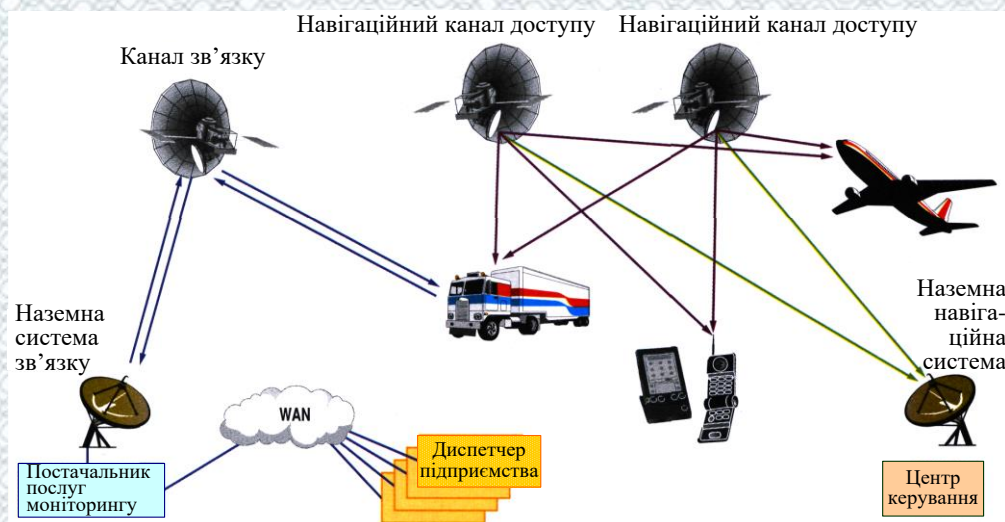 Навігаційний канал доступу
Навігаційний канал доступу
Канал зв’язку
Наземна
система
зв’язку
Наземна
навіга-
ційна
система
WAN
Диспетчер
підприємства
Постачальник
послуг
моніторингу
Центр
керування